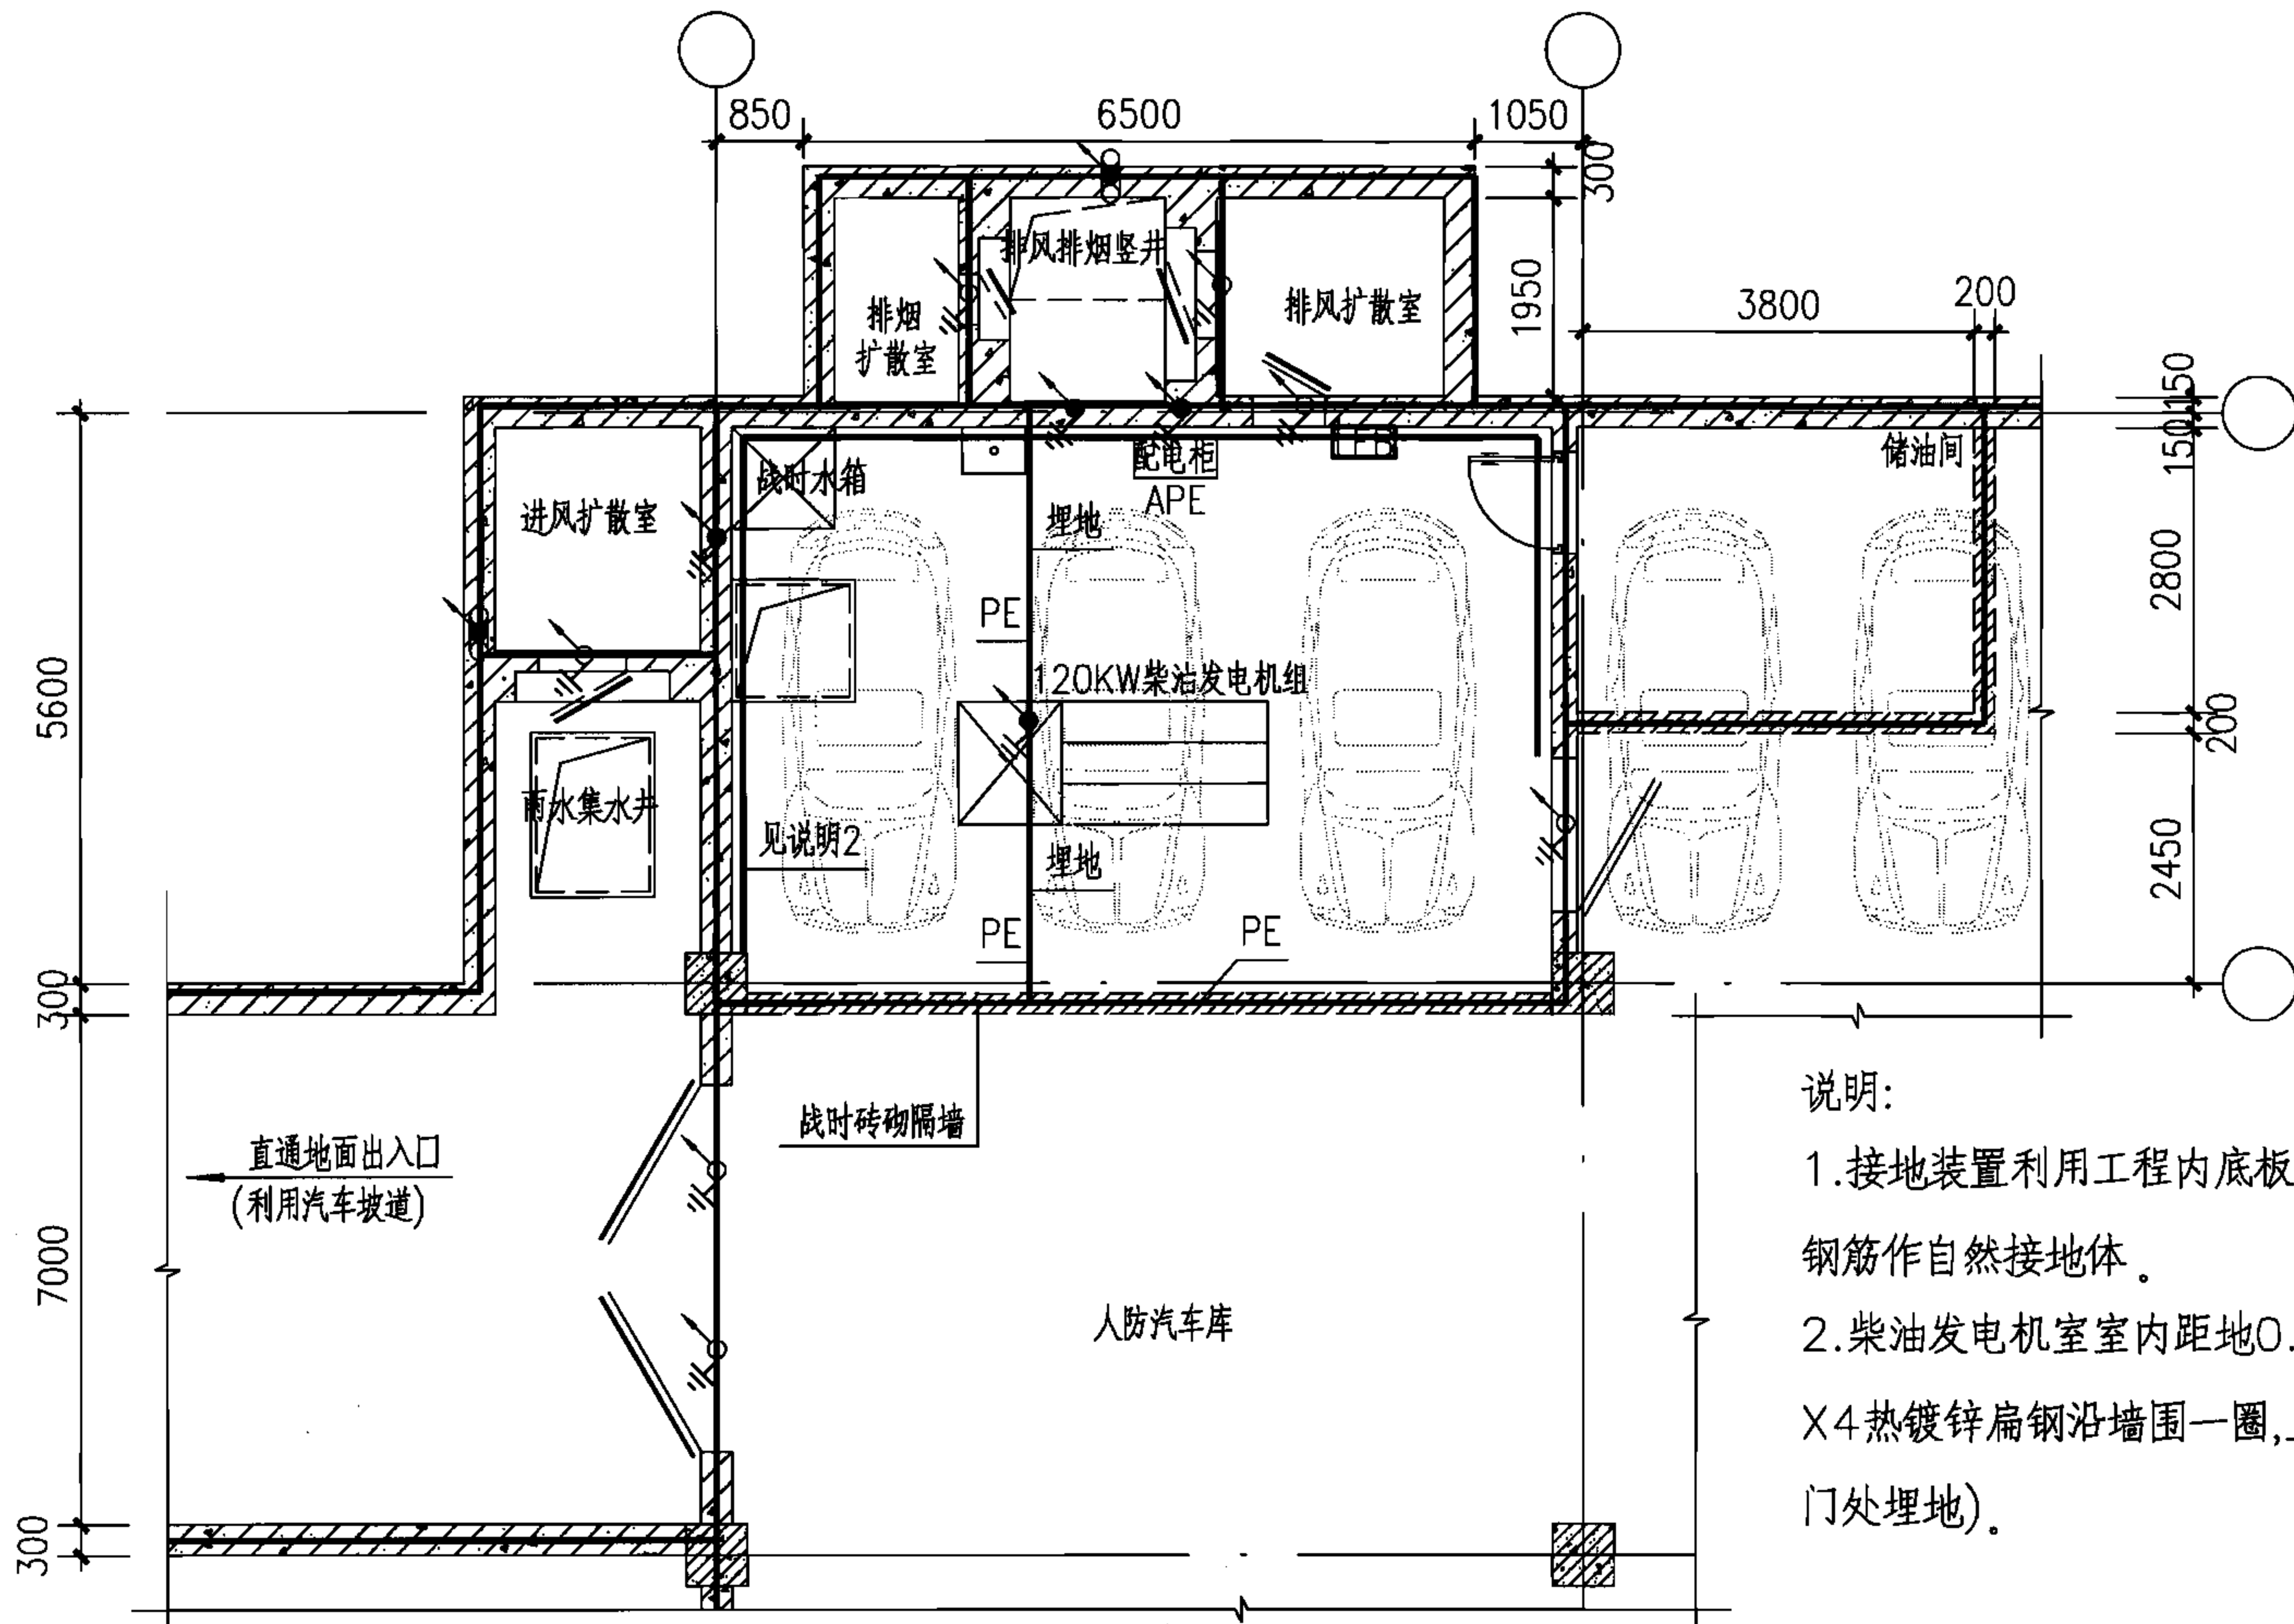 850
6500
1050
300
排风排烟竖井
排烟
扩散室
排风扩散室
1950
3800
200
150
150
储油间
战时水箱
配电柜
APE
进风扩散室
埋地
2800
PE
120KW柴油发电机组
5600
200
雨水集水井
见说明2
埋地
2450
PE
PE
300
战时砖砌隔墙
直通地面出入口
(利用汽车坡道)
7000
人防汽车库
300
说明:
1.接地装置利用工程内底板
钢筋作自然接地体。
2.柴油发电机室室内距地0.
X4热镀锌扁钢沿墙围一圈,
门处埋地)。